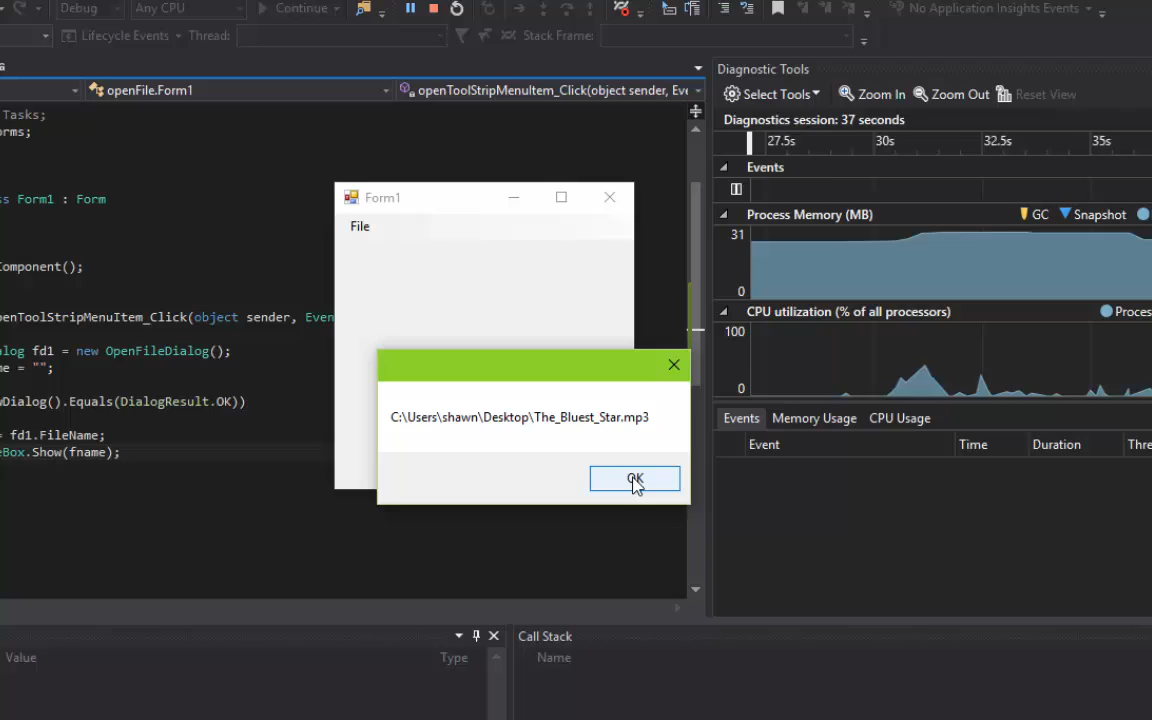 Debug Any CPU Continue No Application Insights Events
Lifecycle Events Thread: Stack Frame:
openFile.Form1 openToolStripMenuItem_Click(object sender, Eve
Tasks;
orms;
ss Form1 : Form
Component();
penToolStripMenuItem_Click(object sender, Even
alog fd1 = new OpenFileDialog();
me = "";
wDialog().Equals(DialogResult.OK))
= fd1.FileName;
eBox.Show(fname);
Form1
File
C:\Users\shawn\Desktop\The_Bluest_Star.mp3
OK
Diagnostic Tools
Select Tools Zoom In Zoom Out Reset View
Diagnostics session: 37 seconds
27.5s 30s 32.5s 35s
Events
Process Memory (MB) GC Snapshot
31
0
CPU utilization (% of all processors) Proces
100
0
Events Memory Usage CPU Usage
Event Time Duration Thre
Value Type
Call Stack
Name